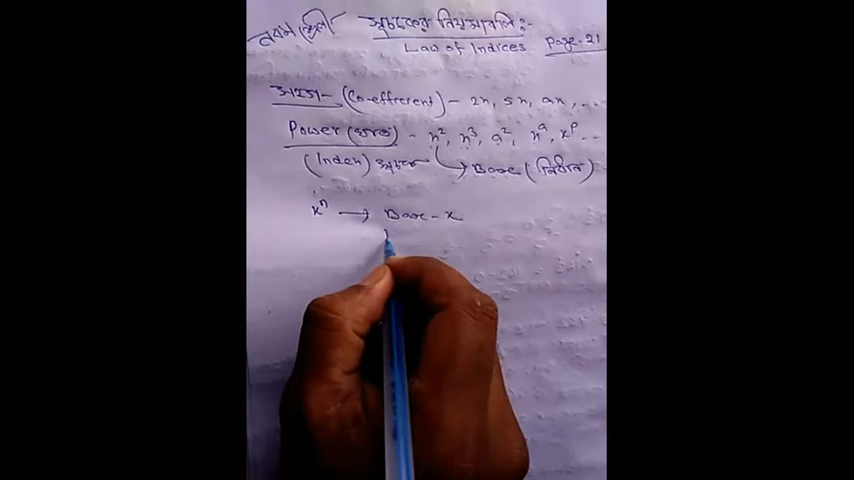 নবম শ্রেণী সূচকের নিয়মাবলি :-
Law of Indices Page-21
(Co-efficient) - 2x, 5x, ax, ...
Power (ঘাত) - x², x³, a², x^a, x^p ...
(Index) সূচক → Base (নিধান)
xⁿ → Base - x